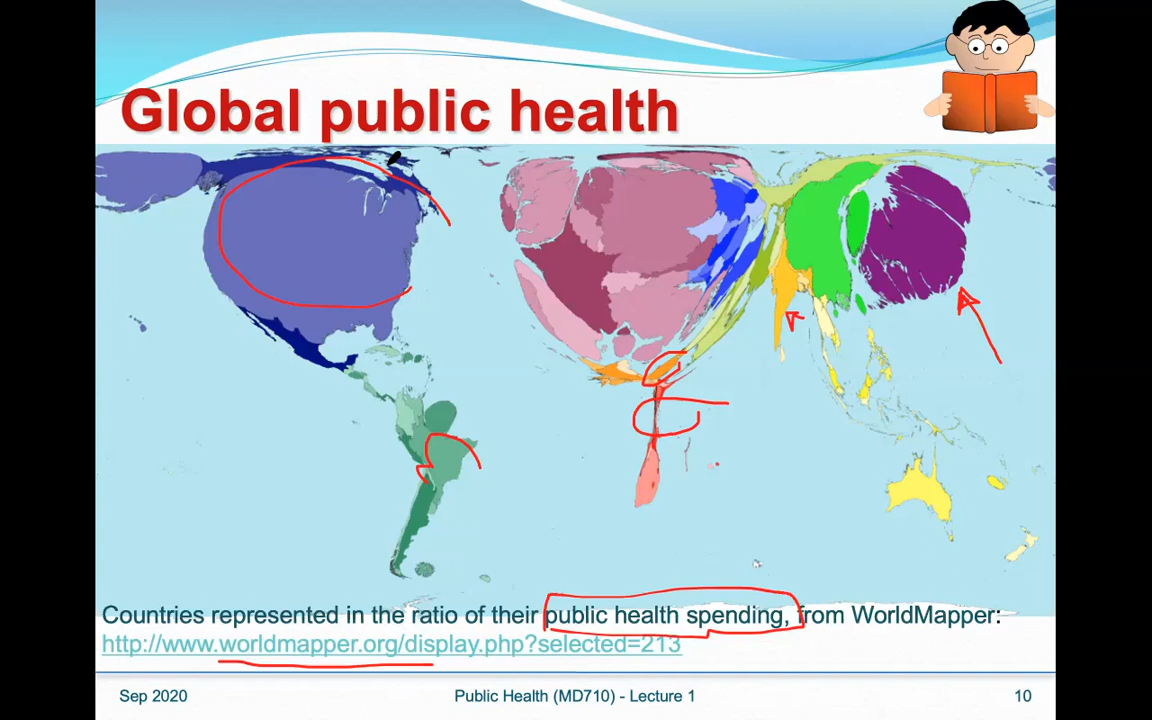 Global public health
Countries represented in the ratio of their public health spending, from WorldMapper:
http://www.worldmapper.org/display.php?selected=213
Sep 2020
Public Health (MD710) - Lecture 1
10